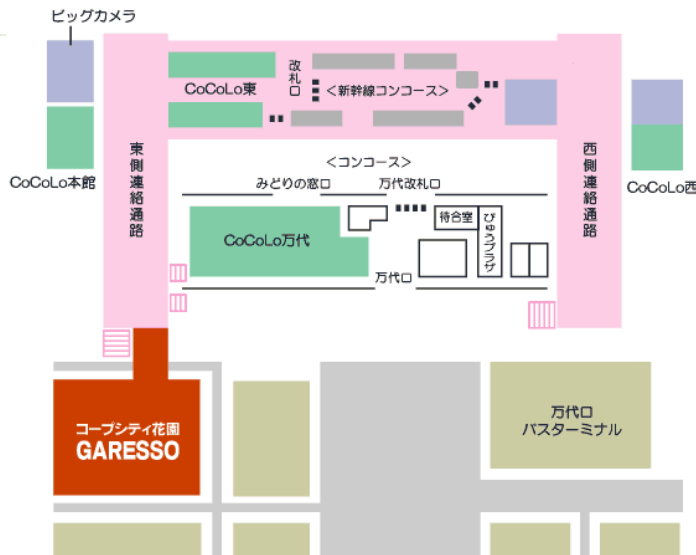 ビッグカメラ
改札口
CoCoLo東
<新幹線コンコース>
東側連絡通路
西側連絡通路
<コンコース>
CoCoLo本館
CoCoLo西
みどりの窓口
万代改札口
CoCoLo万代
待合室
びゅうプラザ
万代口
コープシティ花園
GARESSO
万代口
バスターミナル